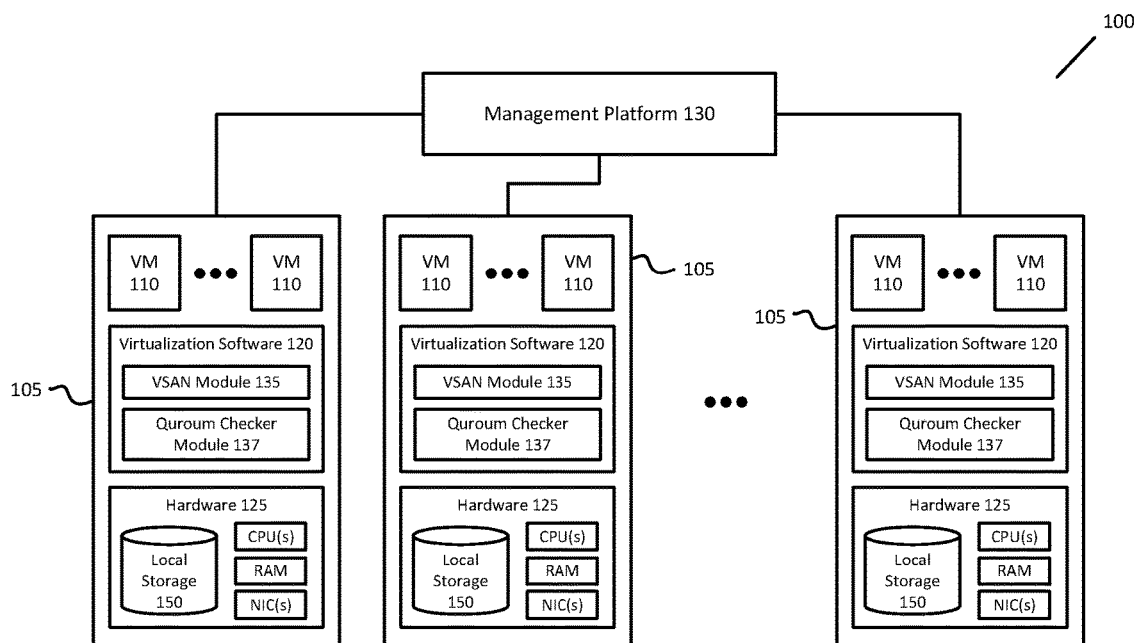 100
Management Platform 130
VM
110
VM
110
Virtualization Software 120
VSAN Module 135
Quroum Checker
Module 137
Hardware 125
Local
Storage
150
CPU(s)
RAM
NIC(s)
105
VM
110
VM
110
Virtualization Software 120
VSAN Module 135
Quroum Checker
Module 137
Hardware 125
Local
Storage
150
CPU(s)
RAM
NIC(s)
105
VM
110
VM
110
Virtualization Software 120
VSAN Module 135
Quroum Checker
Module 137
Hardware 125
Local
Storage
150
CPU(s)
RAM
NIC(s)
105